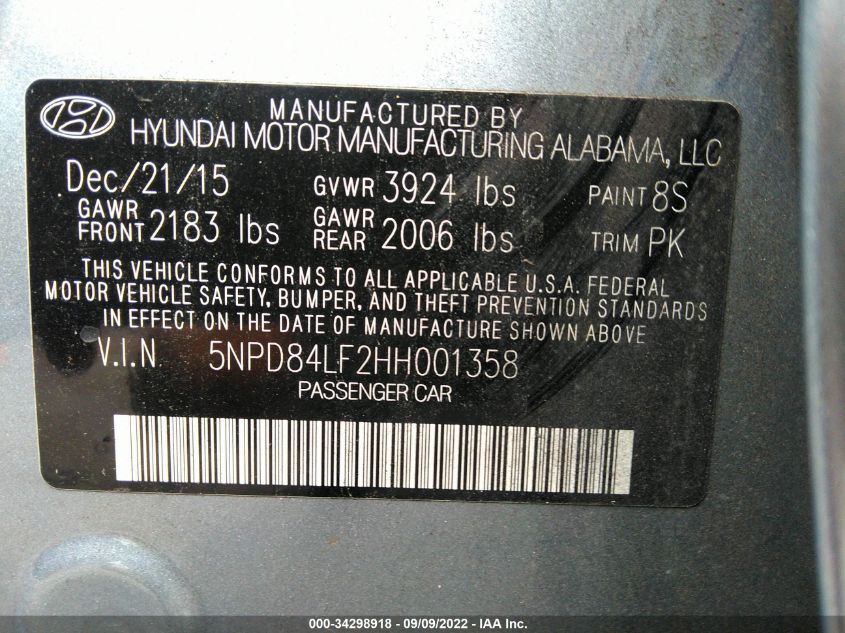 MANUFACTURED BY
HYUNDAI MOTOR MANUFACTURING ALABAMA, LLC
Dec/21/15 GVWR 3924 lbs PAINT 8S
GAWR FRONT 2183 lbs GAWR REAR 2006 lbs TRIM PK
THIS VEHICLE CONFORMS TO ALL APPLICABLE U.S.A. FEDERAL
MOTOR VEHICLE SAFETY, BUMPER, AND THEFT PREVENTION STANDARDS
IN EFFECT ON THE DATE OF MANUFACTURE SHOWN ABOVE
V.I.N 5NPD84LF2HH001358
PASSENGER CAR
000-34298918 - 09/09/2022 - IAA Inc.